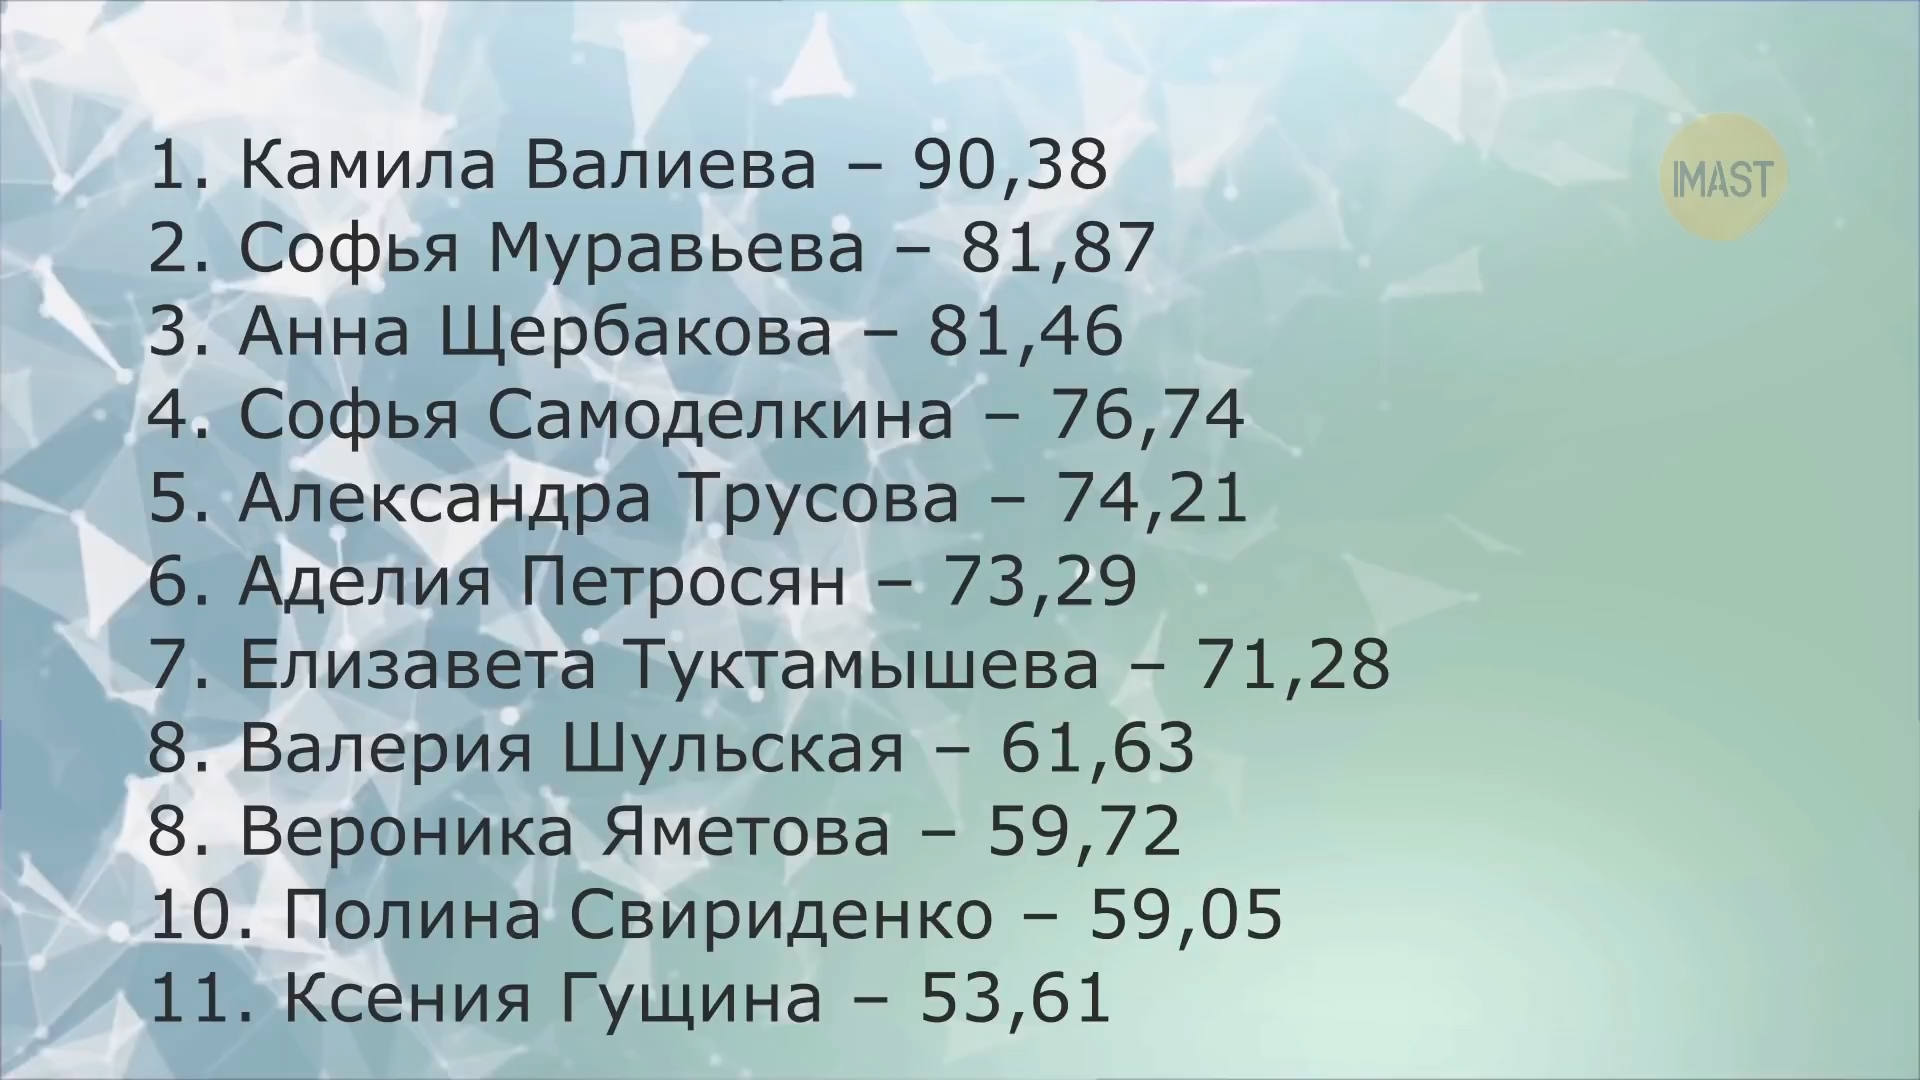 1. Камила Валиева – 90,38
IMAST
2. Софья Муравьева – 81,87
3. Анна Щербакова – 81,46
4. Софья Самоделкина – 76,74
5. Александра Трусова – 74,21
6. Аделия Петросян – 73,29
7. Елизавета Туктамышева – 71,28
8. Валерия Шульская – 61,63
8. Вероника Яметова – 59,72
10. Полина Свириденко – 59,05
11. Ксения Гущина – 53,61